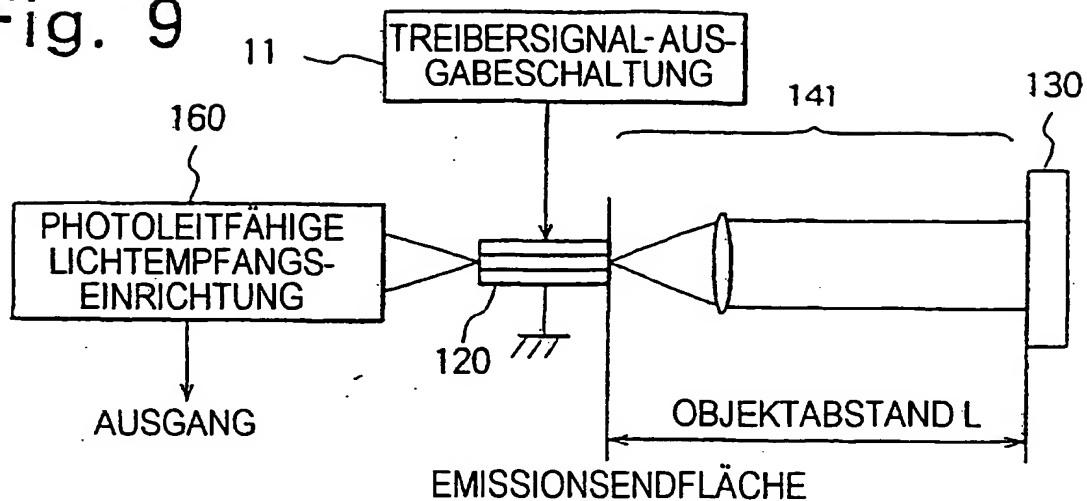 Fig. 9
11
TREIBERSIGNAL-AUS-
GABESCHALTUNG
141
130
160
PHOTOLEITFÄHIGE
LICHTEMPFANGS-
EINRICHTUNG
120
AUSGANG
OBJEKTABSTAND L
EMISSIONSENDFLÄCHE